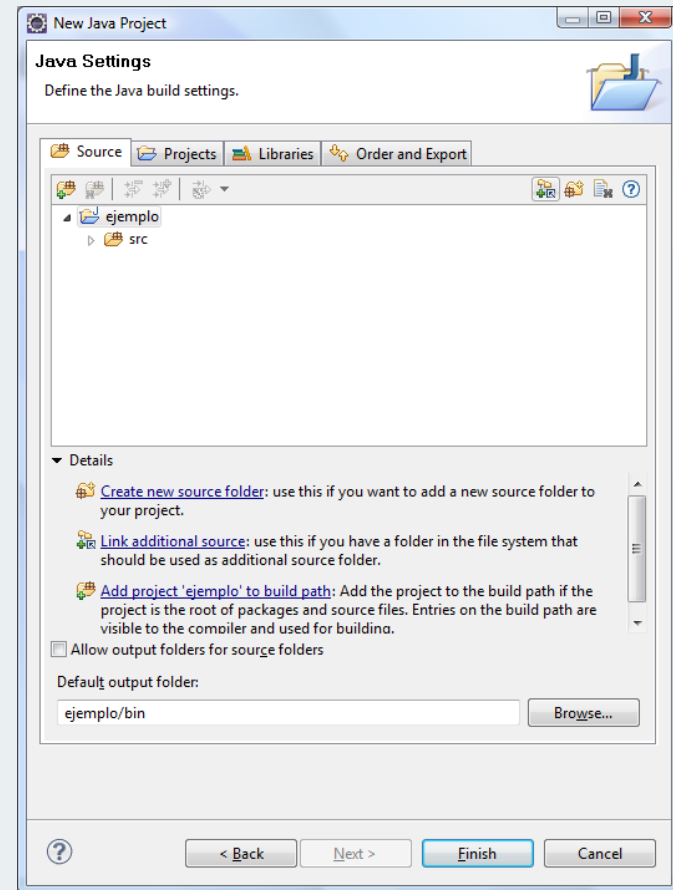 New Java Project
Java Settings
Define the Java build settings.
Source Projects Libraries Order and Export
ejemplo
src
Details
Create new source folder: use this if you want to add a new source folder to
your project.
Link additional source: use this if you have a folder in the file system that
should be used as additional source folder.
Add project 'ejemplo' to build path: Add the project to the build path if the
project is the root of packages and source files. Entries on the build path are
visible to the compiler and used for building.
Allow output folders for source folders
Default output folder:
ejemplo/bin
Browse...
< Back Next > Finish Cancel